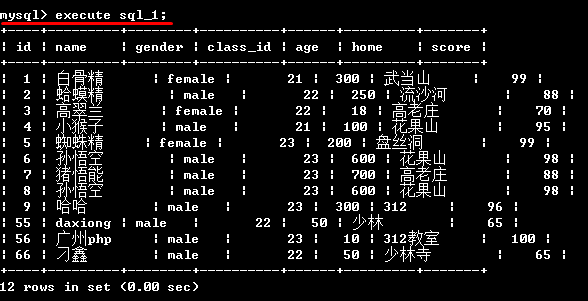 mysql> execute sql_1;
+----+---------+--------+----------+------+------+---------+-------+
| id | name | gender | class_id | age | home | score |
+----+---------+--------+----------+------+------+---------+-------+
| 1 | 白骨精 | female | 21 | 300 | 武当山 | 99 |
| 2 | 蛤蟆精 | male | 22 | 250 | 流沙河 | 88 |
| 3 | 高翠兰 | female | 22 | 18 | 高老庄 | 70 |
| 4 | 小猴子 | male | 21 | 100 | 花果山 | 95 |
| 5 | 蜘蛛精 | female | 23 | 200 | 盘丝洞 | 99 |
| 6 | 孙悟空 | male | 23 | 600 | 花果山 | 98 |
| 7 | 猪悟能 | male | 23 | 700 | 高老庄 | 88 |
| 8 | 孙悟空 | male | 23 | 600 | 花果山 | 98 |
| 9 | 哈哈 | male | 23 | 300 | 312 | 96 |
| 55 | daxiong | male | 22 | 50 | 少林 | 65 |
| 56 | 广州php | male | 23 | 10 | 312教室 | 100 |
| 66 | 刁鑫 | male | 22 | 50 | 少林寺 | 65 |
+----+---------+--------+----------+------+------+---------+-------+
12 rows in set (0.00 sec)